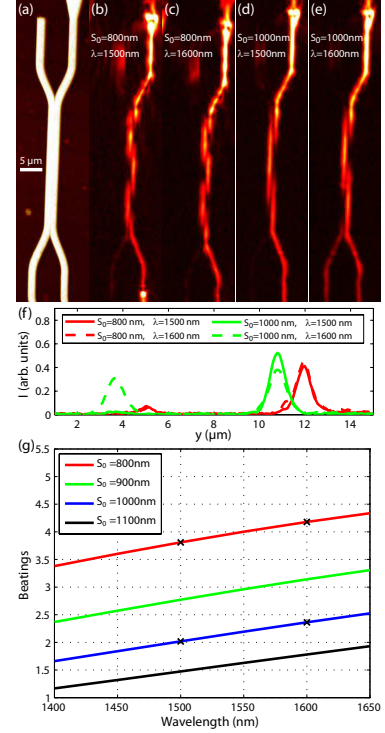 (a) (b) (c) (d) (e)
S₀=800nm S₀=800nm S₀=1000nm S₀=1000nm
λ=1500nm λ=1600nm λ=1500nm λ=1600nm
5 µm
(f)
S₀=800 nm, λ=1500 nm S₀=1000 nm, λ=1500 nm
S₀=800 nm, λ=1600 nm S₀=1000 nm, λ=1600 nm
I (arb. units)
0.8
0.4
0
2 4 6 8 10 12 14
y (µm)
(g)
S₀ =800nm
S₀ =900nm
S₀ =1000nm
S₀ =1100nm
Beatings
5.5
5
4.5
4
3.5
3
2.5
2
1.5
1
1400 1450 1500 1550 1600 1650
Wavelength (nm)